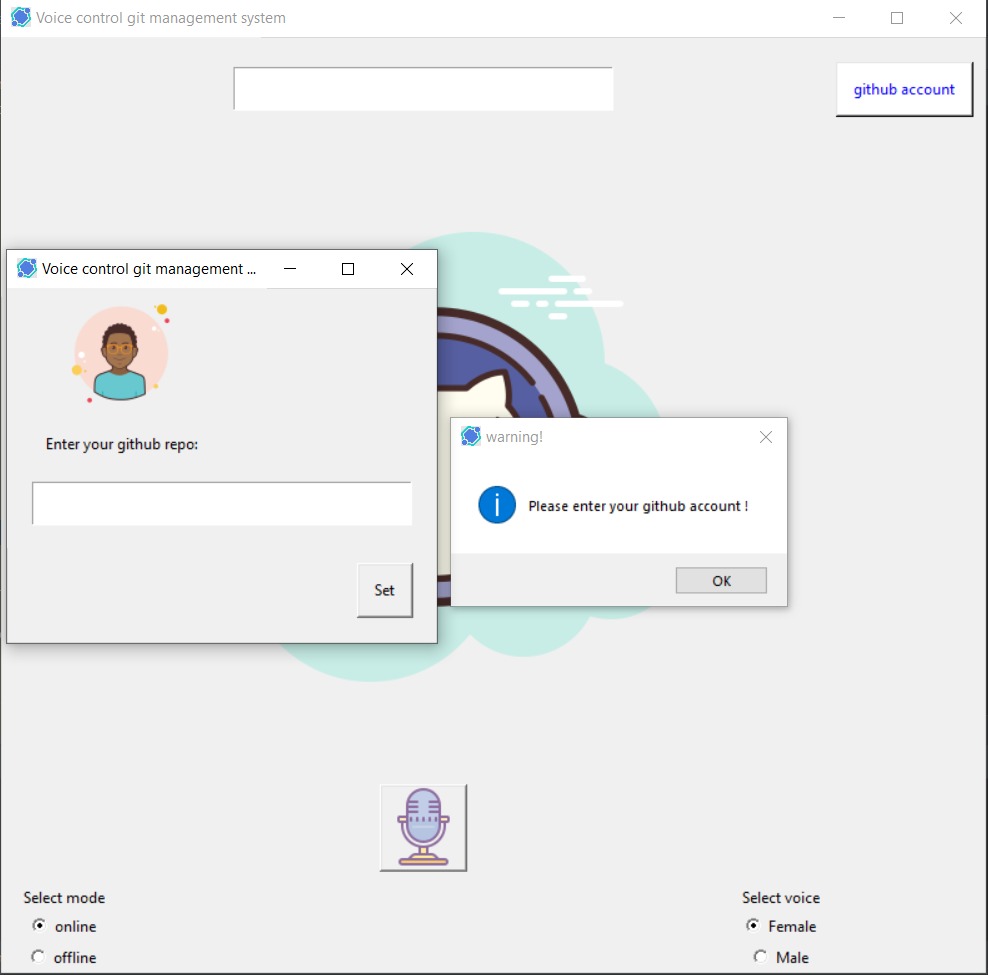 Voice control git management system
github account
Voice control git management ...
Enter your github repo:
Set
warning!
Please enter your github account !
OK
Select mode
online
offline
Select voice
Female
Male